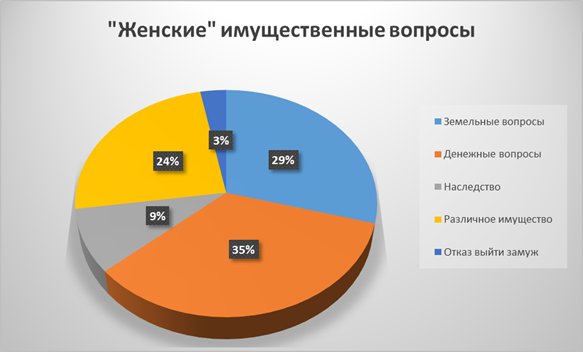 "Женские" имущественные вопросы
29%
35%
9%
24%
3%
Земельные вопросы
Денежные вопросы
Наследство
Различное имущество
Отказ выйти замуж